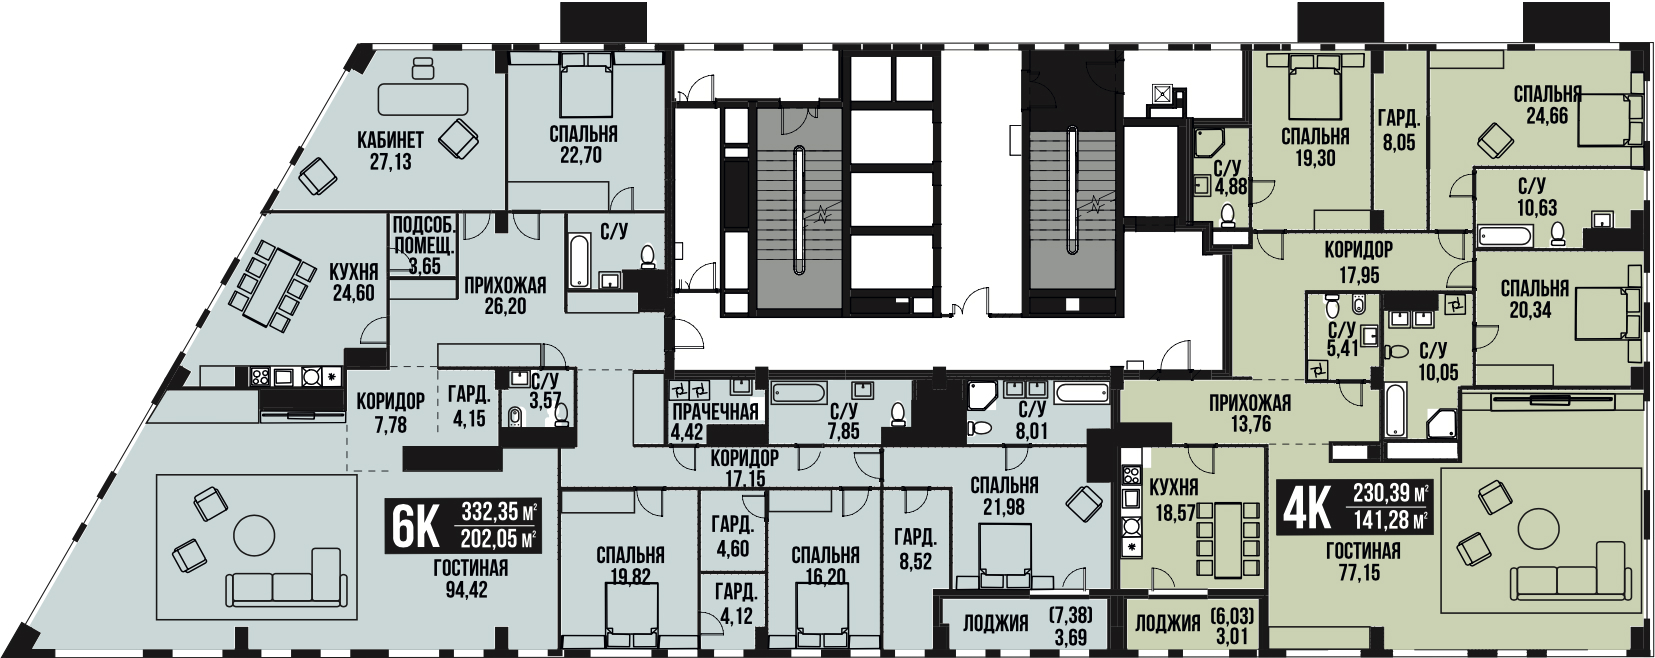 КАБИНЕТ
27,13
СПАЛЬНЯ
22,70
ПОДСОБ.
ПОМЕЩ.
3,65
КУХНЯ
24,60
ПРИХОЖАЯ
26,20
С/У
КОРИДОР
7,78
ГАРД.
4,15
С/У
3,57
ПРАЧЕЧНАЯ
4,42
С/У
7,85
С/У
8,01
КОРИДОР
17,15
6К
332,35 М²
202,05 М²
ГОСТИНАЯ
94,42
СПАЛЬНЯ
19,82
ГАРД.
4,60
ГАРД.
4,12
СПАЛЬНЯ
16,20
ГАРД.
8,52
СПАЛЬНЯ
21,98
ЛОДЖИЯ
(7,38)
3,69
С/У
4,88
СПАЛЬНЯ
19,30
ГАРД.
8,05
СПАЛЬНЯ
24,66
С/У
10,63
КОРИДОР
17,95
СПАЛЬНЯ
20,34
С/У
5,41
С/У
10,05
ПРИХОЖАЯ
13,76
КУХНЯ
18,57
4К
230,39 М²
141,28 М²
ГОСТИНАЯ
77,15
ЛОДЖИЯ
(6,03)
3,01